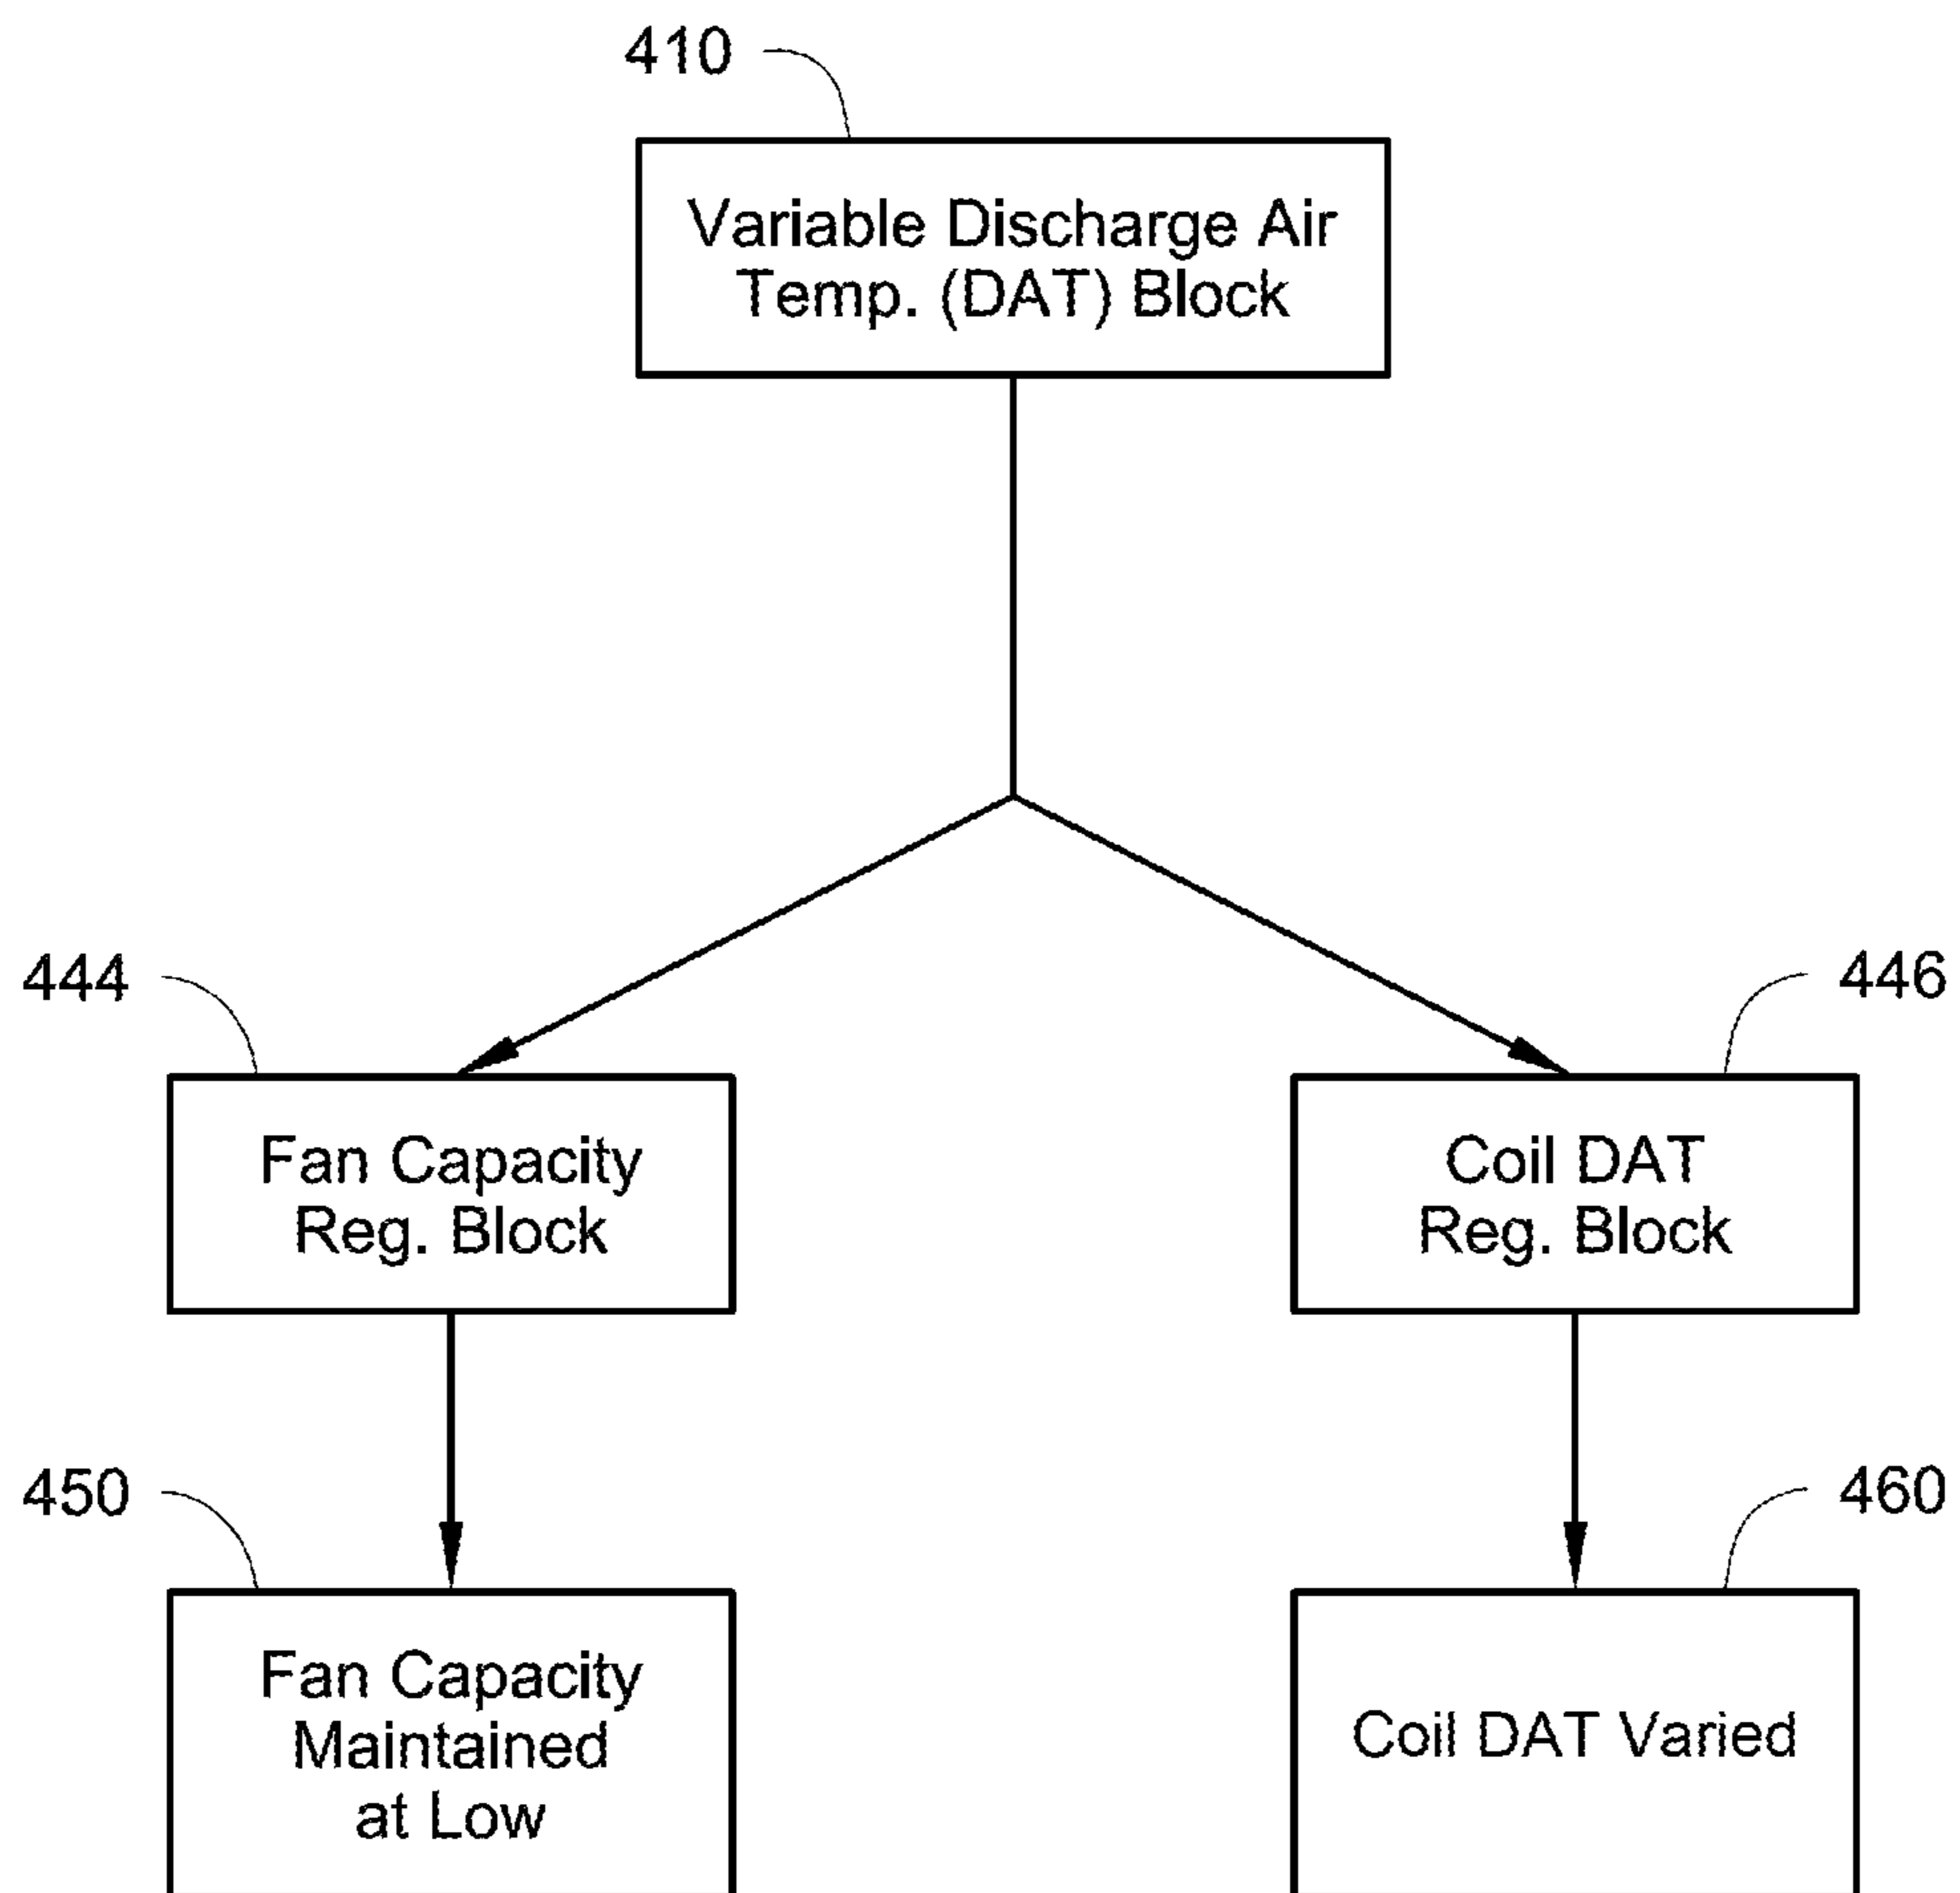 410
Variable Discharge Air
Temp. (DAT) Block
444
446
Fan Capacity
Reg. Block
Coil DAT
Reg. Block
450
460
Fan Capacity
Maintained
at Low
Coil DAT Varied